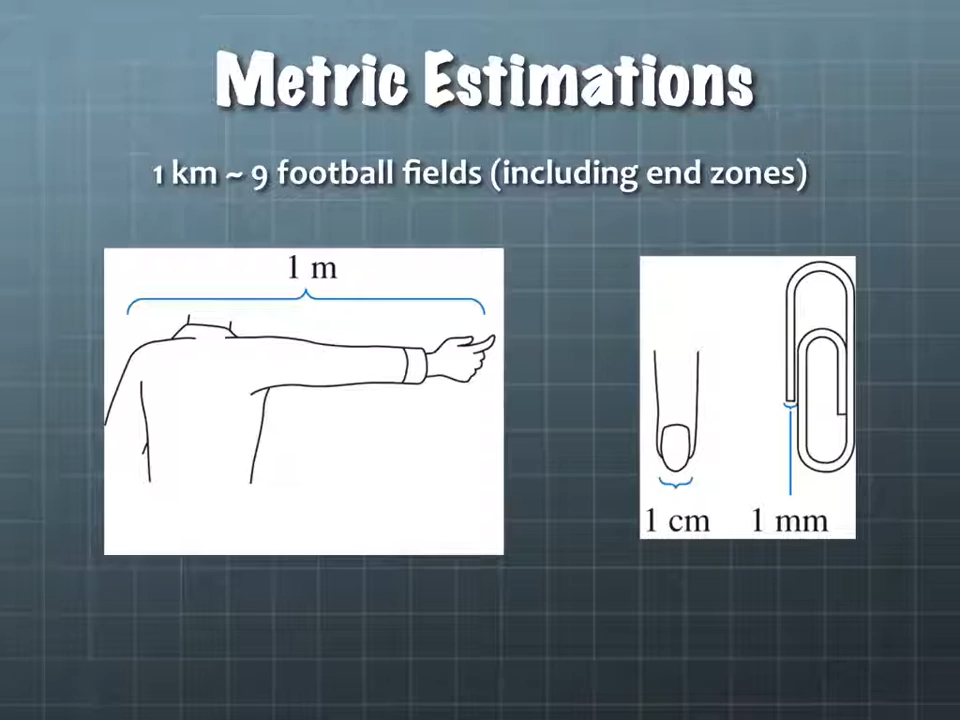 Metric Estimations
1 km ~ 9 football fields (including end zones)
1 m
1 cm
1 mm